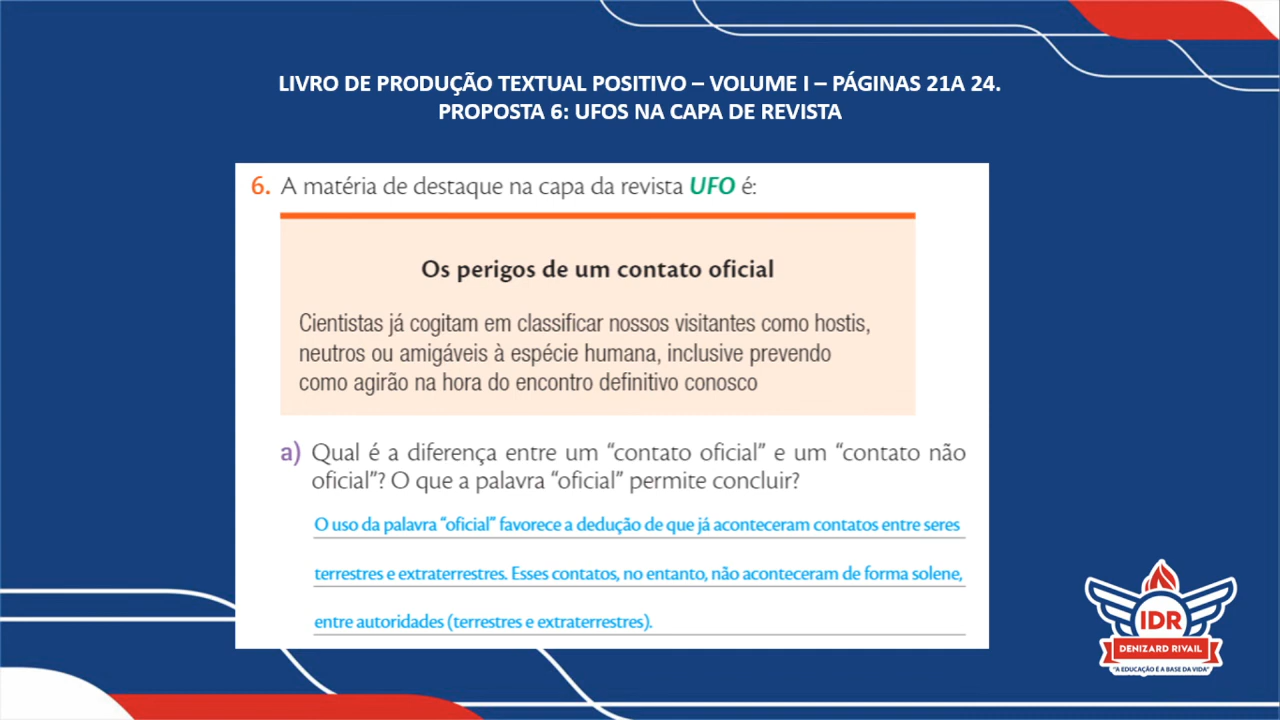 LIVRO DE PRODUÇÃO TEXTUAL POSITIVO – VOLUME I – PÁGINAS 21A 24.
PROPOSTA 6: UFOS NA CAPA DE REVISTA
6. A matéria de destaque na capa da revista UFO é:
Os perigos de um contato oficial
Cientistas já cogitam em classificar nossos visitantes como hostis,
neutros ou amigáveis à espécie humana, inclusive prevendo
como agirão na hora do encontro definitivo conosco
a) Qual é a diferença entre um “contato oficial” e um “contato não
oficial”? O que a palavra “oficial” permite concluir?
O uso da palavra “oficial” favorece a dedução de que já aconteceram contatos entre seres
terrestres e extraterrestres. Esses contatos, no entanto, não aconteceram de forma solene,
entre autoridades (terrestres e extraterrestres).
IDR
DENIZARD RIVAIL
"A EDUCAÇÃO É A BASE DA VIDA"